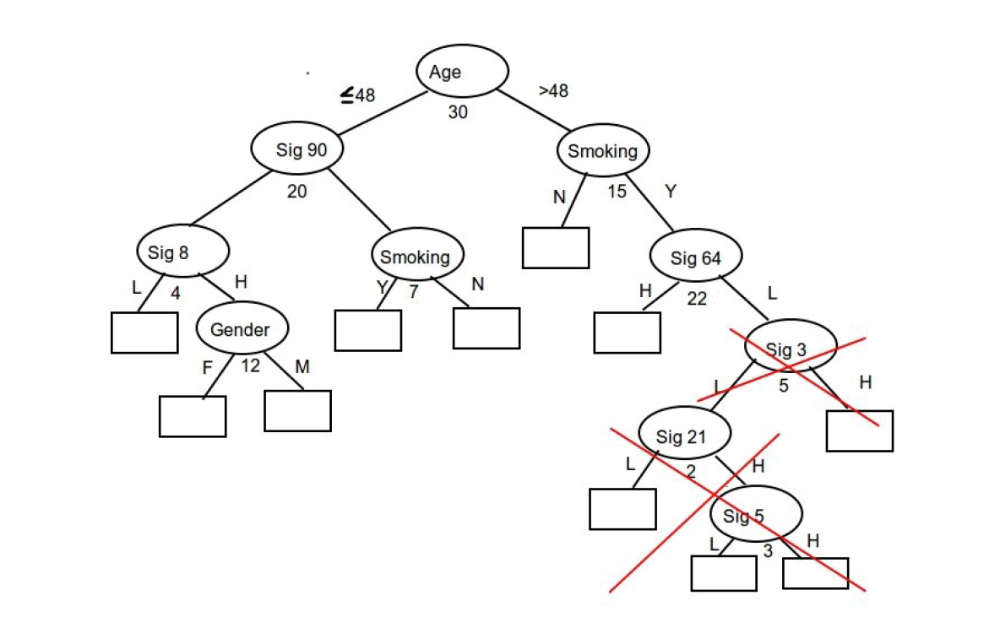 Age
≤48
>48
30
Sig 90
Smoking
20
N
15
Y
Sig 8
Smoking
Sig 64
L
4
H
Y
7
N
H
22
L
Gender
Sig 3
F
12
M
L
5
H
Sig 21
L
2
H
Sig 5
L
3
H